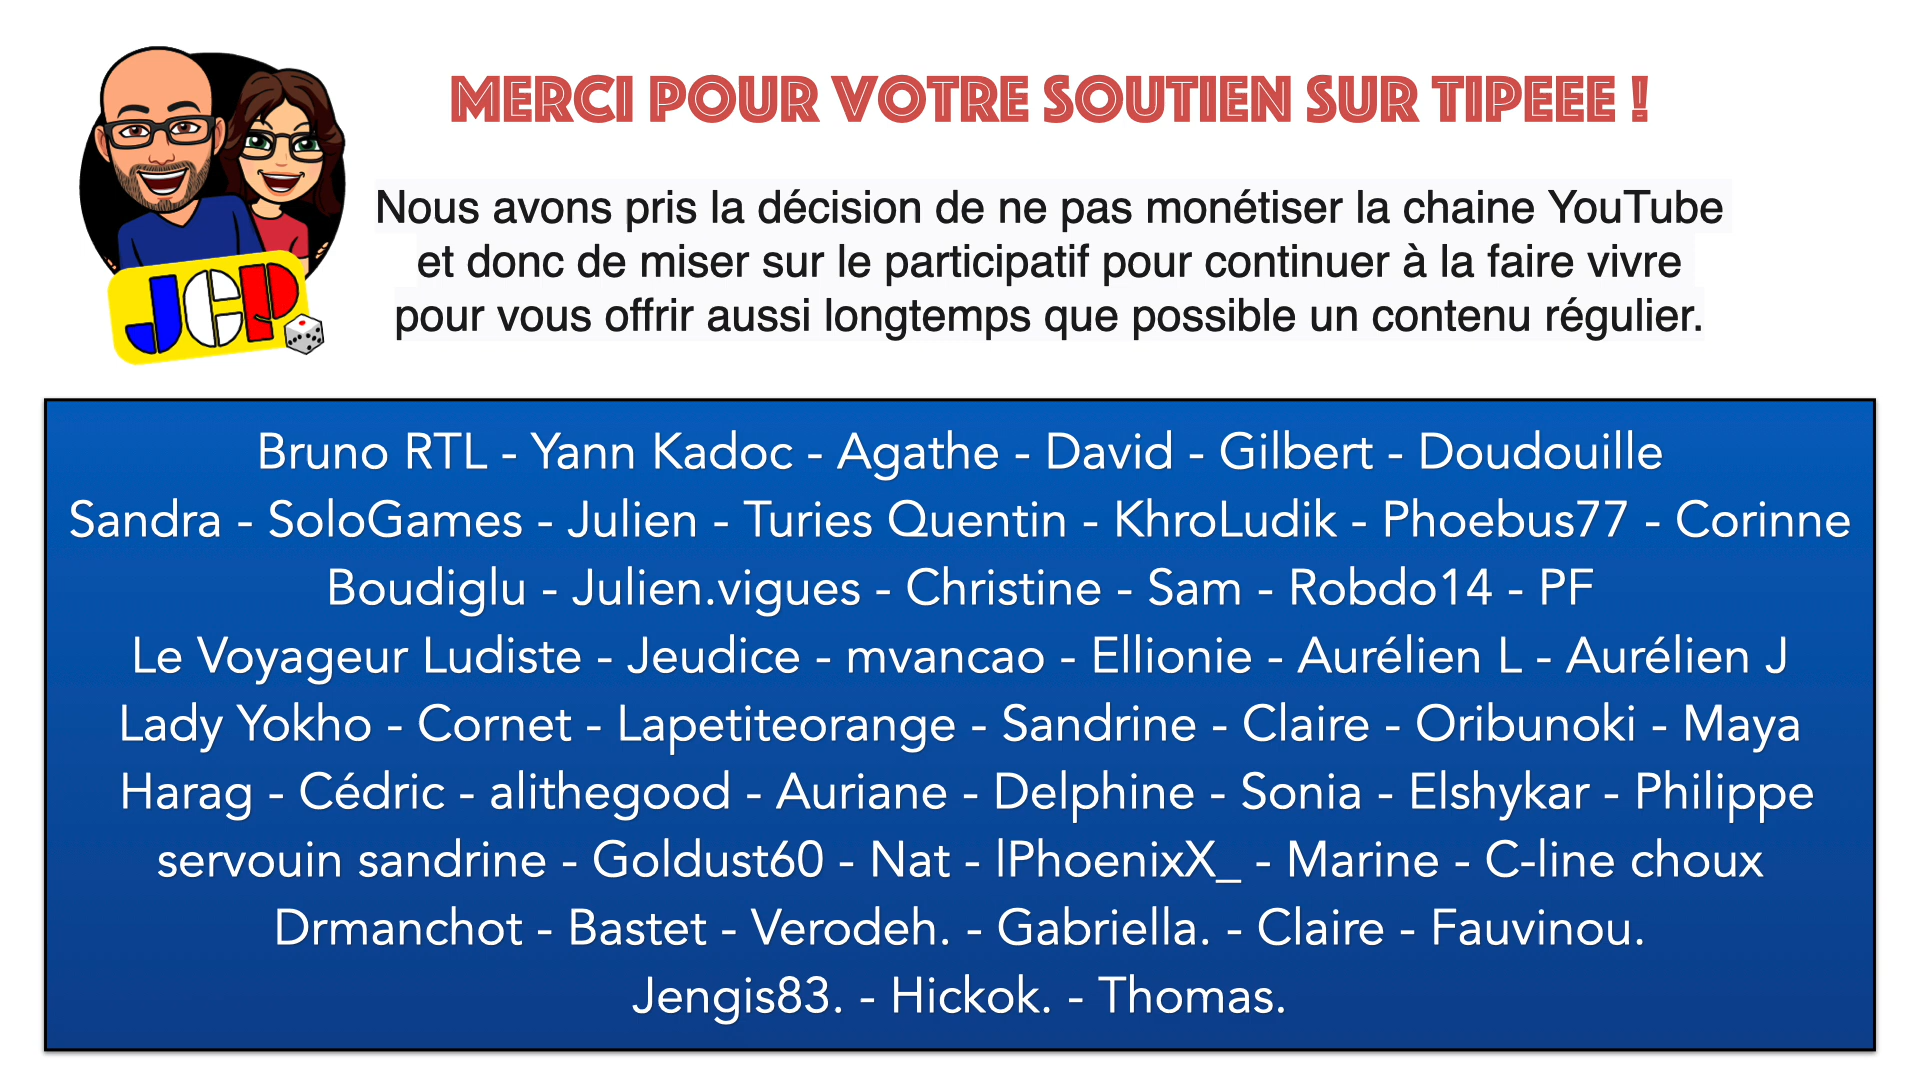 MERCI POUR VOTRE SOUTIEN SUR TIPEEE !
Nous avons pris la décision de ne pas monétiser la chaine YouTube
et donc de miser sur le participatif pour continuer à la faire vivre
pour vous offrir aussi longtemps que possible un contenu régulier.
JCP
Bruno RTL - Yann Kadoc - Agathe - David - Gilbert - Doudouille
Sandra - SoloGames - Julien - Turies Quentin - KhroLudik - Phoebus77 - Corinne
Boudiglu - Julien.vigues - Christine - Sam - Robdo14 - PF
Le Voyageur Ludiste - Jeudice - mvancao - Ellionie - Aurélien L - Aurélien J
Lady Yokho - Cornet - Lapetiteorange - Sandrine - Claire - Oribunoki - Maya
Harag - Cédric - alithegood - Auriane - Delphine - Sonia - Elshykar - Philippe
servouin sandrine - Goldust60 - Nat - lPhoenixX_ - Marine - C-line choux
Drmanchot - Bastet - Verodeh. - Gabriella. - Claire - Fauvinou.
Jengis83. - Hickok. - Thomas.